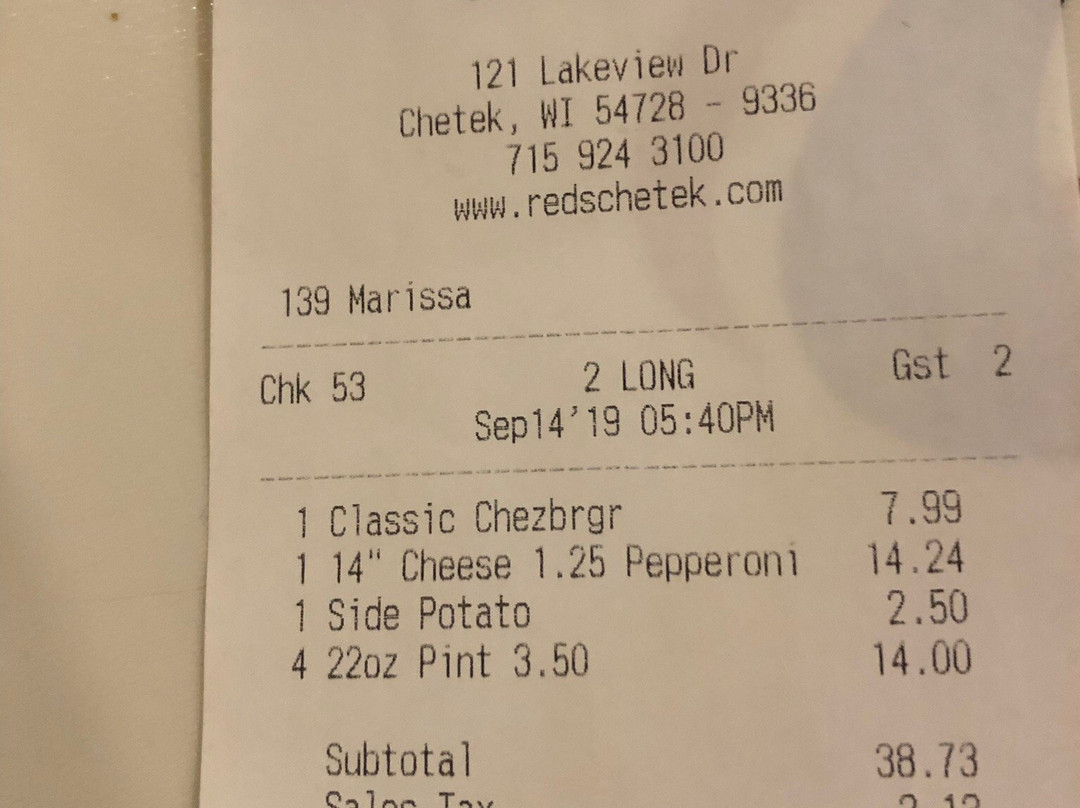 121 Lakeview Dr
Chetek, WI 54728 - 9336
715 924 3100
www.redschetek.com
139 Marissa
Chk 53 2 LONG Gst 2
Sep14'19 05:40PM
1 Classic Chezbrgr 7.99
1 14" Cheese 1.25 Pepperoni 14.24
1 Side Potato 2.50
4 22oz Pint 3.50 14.00
Subtotal 38.73
Sales Tax